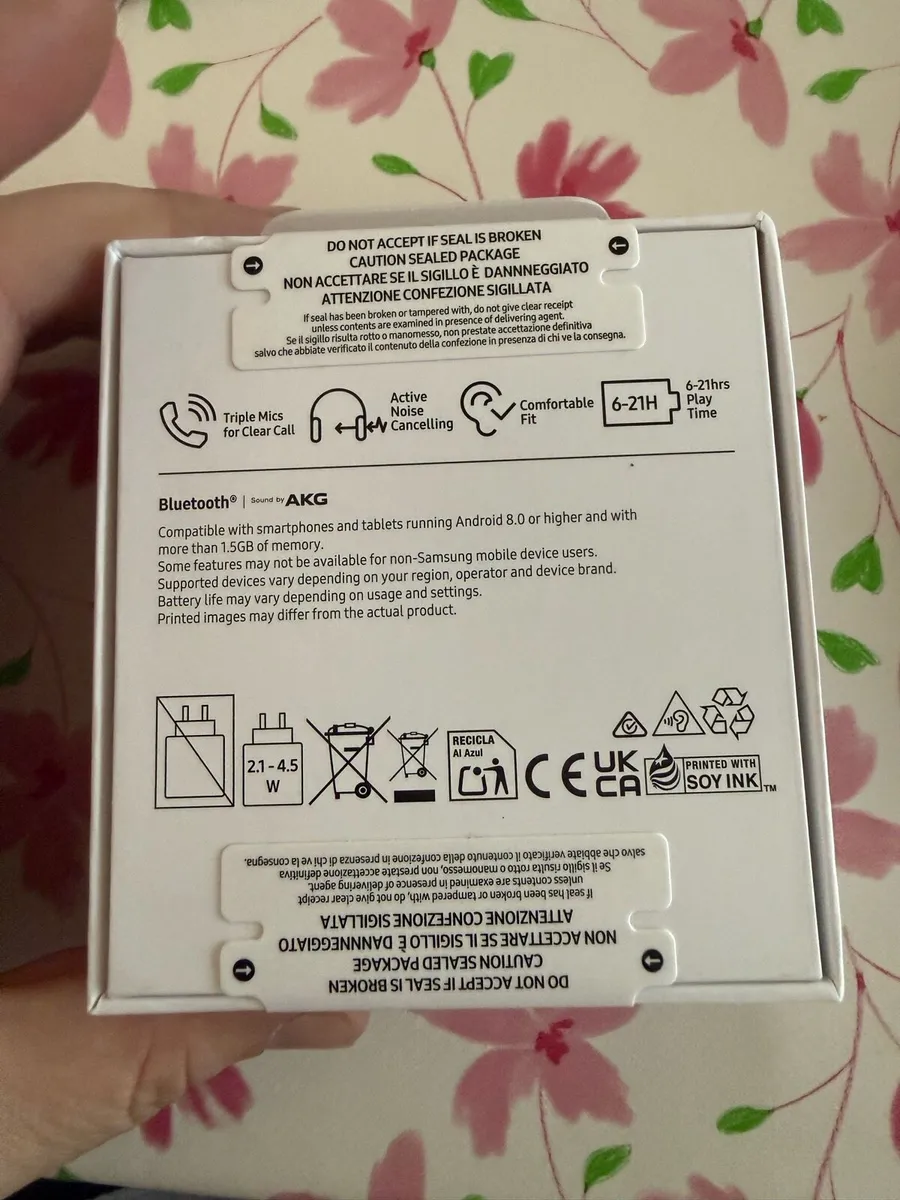 DO NOT ACCEPT IF SEAL IS BROKEN
CAUTION SEALED PACKAGE
NON ACCETTARE SE IL SIGILLO È DANNNEGGIATO
ATTENZIONE CONFEZIONE SIGILLATA
If seal has been broken or tampered with, do not give clear receipt
unless contents are examined in presence of delivering agent.
Se il sigillo risulta rotto o manomesso, non prestate accettazione definitiva
salvo che abbiate verificato il contenuto della confezione in presenza di chi ve la consegna.
Triple Mics
for Clear Call
Active
Noise
Cancelling
Comfortable
Fit
6-21H
6-21hrs
Play
Time
Bluetooth® | Sound by AKG
Compatible with smartphones and tablets running Android 8.0 or higher and with
more than 1.5GB of memory.
Some features may not be available for non-Samsung mobile device users.
Supported devices vary depending on your region, operator and device brand.
Battery life may vary depending on usage and settings.
Printed images may differ from the actual product.
2.1 - 4.5
W
RECICLA
Al Azul
CE
UK
CA
PRINTED WITH
SOY INK™
DO NOT ACCEPT IF SEAL IS BROKEN
CAUTION SEALED PACKAGE
NON ACCETTARE SE IL SIGILLO È DANNNEGGIATO
ATTENZIONE CONFEZIONE SIGILLATA
If seal has been broken or tampered with, do not give clear receipt
unless contents are examined in presence of delivering agent.
Se il sigillo risulta rotto o manomesso, non prestate accettazione definitiva
salvo che abbiate verificato il contenuto della confezione in presenza di chi ve la consegna.